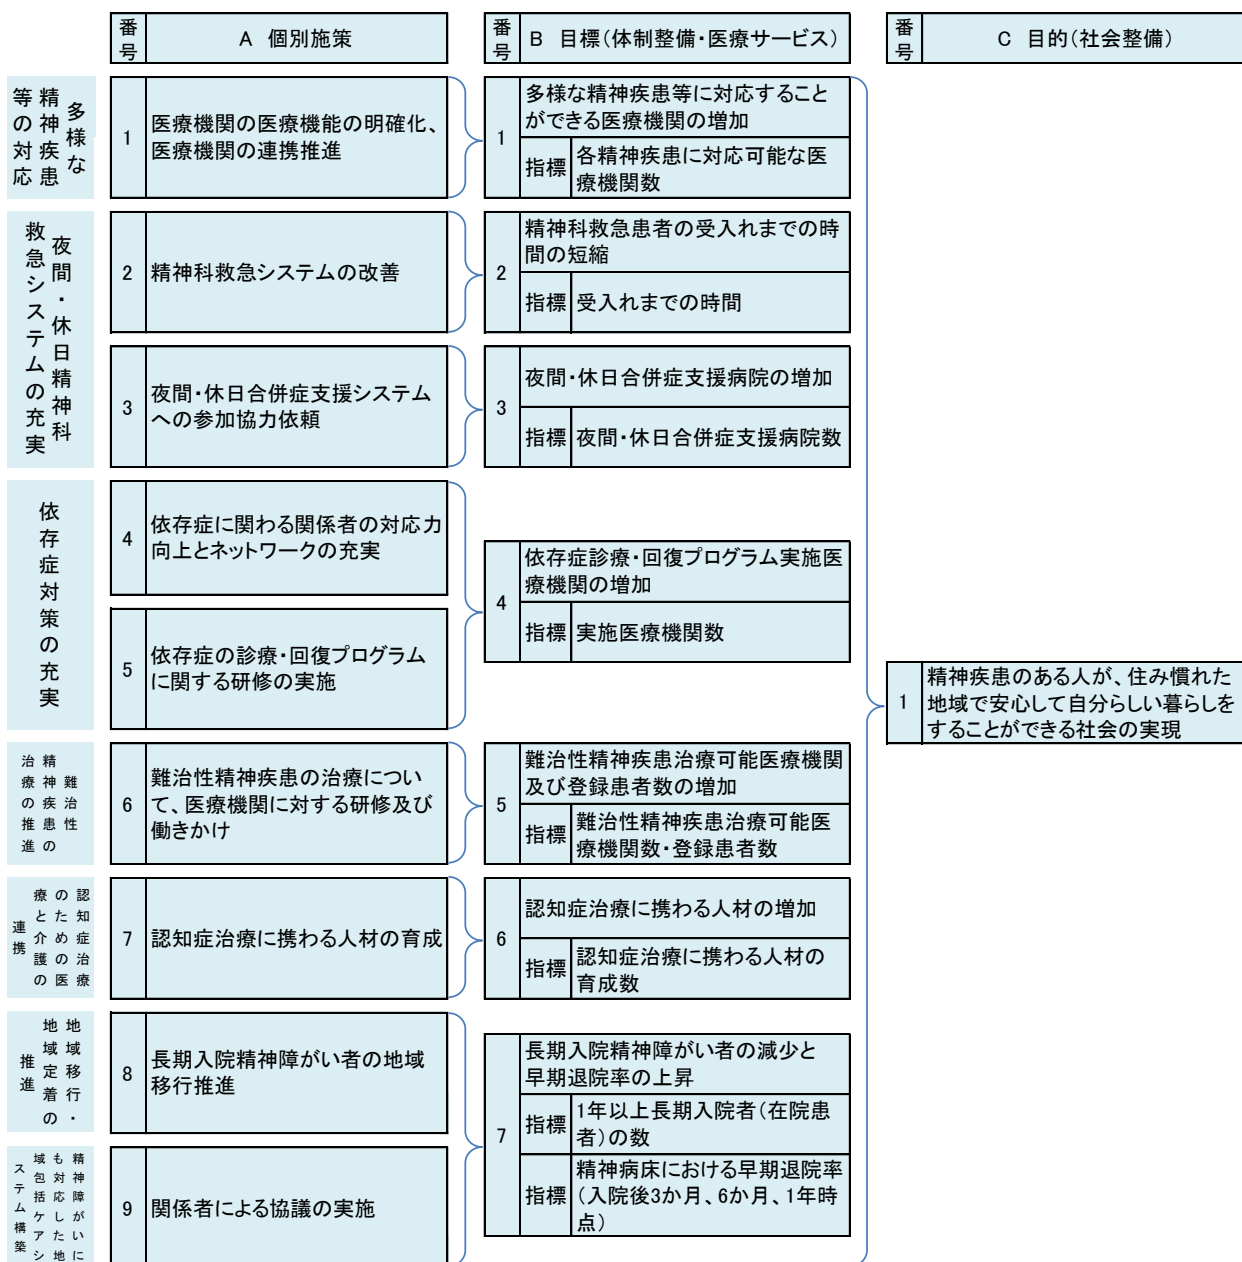 番号
A 個別施策
番号
B 目標(体制整備・医療サービス)
番号
C 目的(社会整備)
多様な
精神疾患
等の対応
1
医療機関の医療機能の明確化、
医療機関の連携推進
1
多様な精神疾患等に対応すること
ができる医療機関の増加
指標
各精神疾患に対応可能な医
療機関数
夜間・休日精神科
救急システムの充実
2
精神科救急システムの改善
2
精神科救急患者の受入れまでの時
間の短縮
指標
受入れまでの時間
3
夜間・休日合併症支援システム
への参加協力依頼
3
夜間・休日合併症支援病院の増加
指標
夜間・休日合併症支援病院数
依存症対策の充実
4
依存症に関わる関係者の対応力
向上とネットワークの充実
5
依存症の診療・回復プログラム
に関する研修の実施
4
依存症診療・回復プログラム実施医
療機関の増加
指標
実施医療機関数
1
精神疾患のある人が、住み慣れた
地域で安心して自分らしい暮らしを
することができる社会の実現
難治性
精神疾患の
治療の推進
6
難治性精神疾患の治療につい
て、医療機関に対する研修及び
働きかけ
5
難治性精神疾患治療可能医療機関
及び登録患者数の増加
指標
難治性精神疾患治療可能医
療機関数・登録患者数
認知症治療
のための医
療と介護の
連携
7
認知症治療に携わる人材の育成
6
認知症治療に携わる人材の増加
指標
認知症治療に携わる人材の
育成数
地域移行・
地域定着の
推進
8
長期入院精神障がい者の地域
移行推進
7
長期入院精神障がい者の減少と
早期退院率の上昇
指標
1年以上長期入院者(在院患
者)の数
指標
精神病床における早期退院率
(入院後3か月、6か月、1年時
点)
精神障がいに
も対応した地
域包括ケアシ
ステム構築
9
関係者による協議の実施